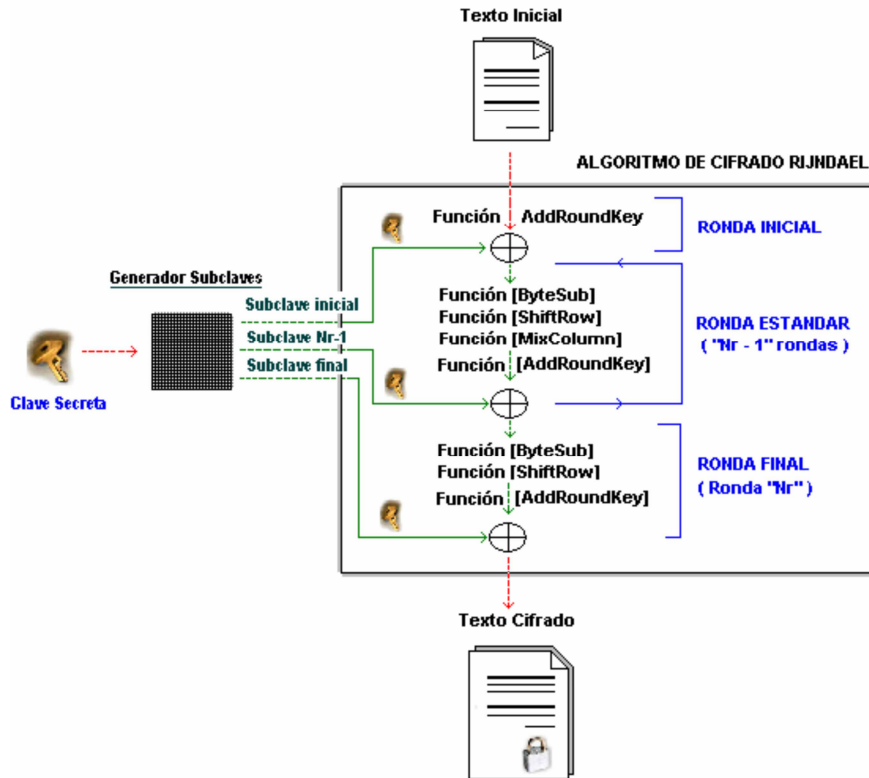 Texto Inicial
ALGORITMO DE CIFRADO RIJNDAEL
Función AddRoundKey
RONDA INICIAL
Generador Subclaves
Subclave inicial
Subclave Nr-1
Subclave final
Clave Secreta
Función [ByteSub]
Función [ShiftRow]
Función [MixColumn]
Función [AddRoundKey]
RONDA ESTANDAR
( "Nr - 1" rondas )
Función [ByteSub]
Función [ShiftRow]
Función [AddRoundKey]
RONDA FINAL
( Ronda "Nr" )
Texto Cifrado